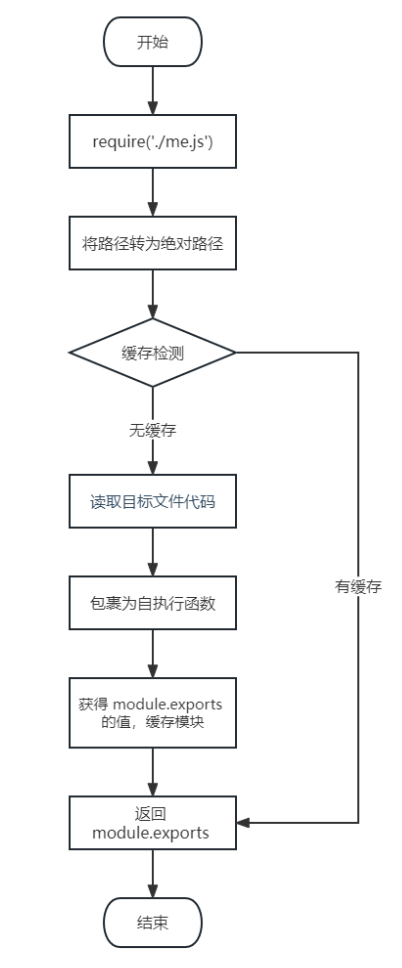 开始
require('./me.js')
将路径转为绝对路径
缓存检测
无缓存
读取目标文件代码
有缓存
包裹为自执行函数
获得 module.exports
的值，缓存模块
返回
module.exports
结束